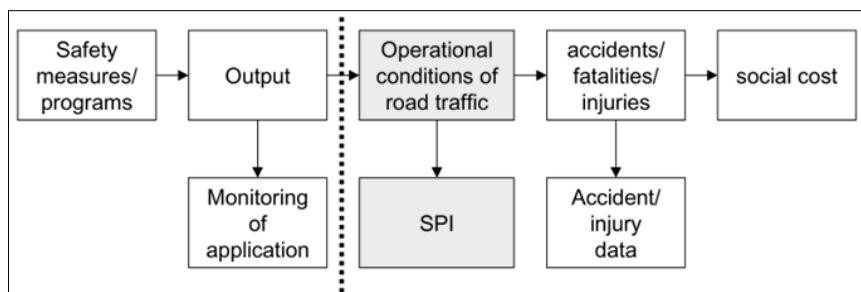 Safety
measures/
programs
Output
Operational
conditions of
road traffic
accidents/
fatalities/
injuries
social cost
Monitoring
of
application
SPI
Accident/
injury
data